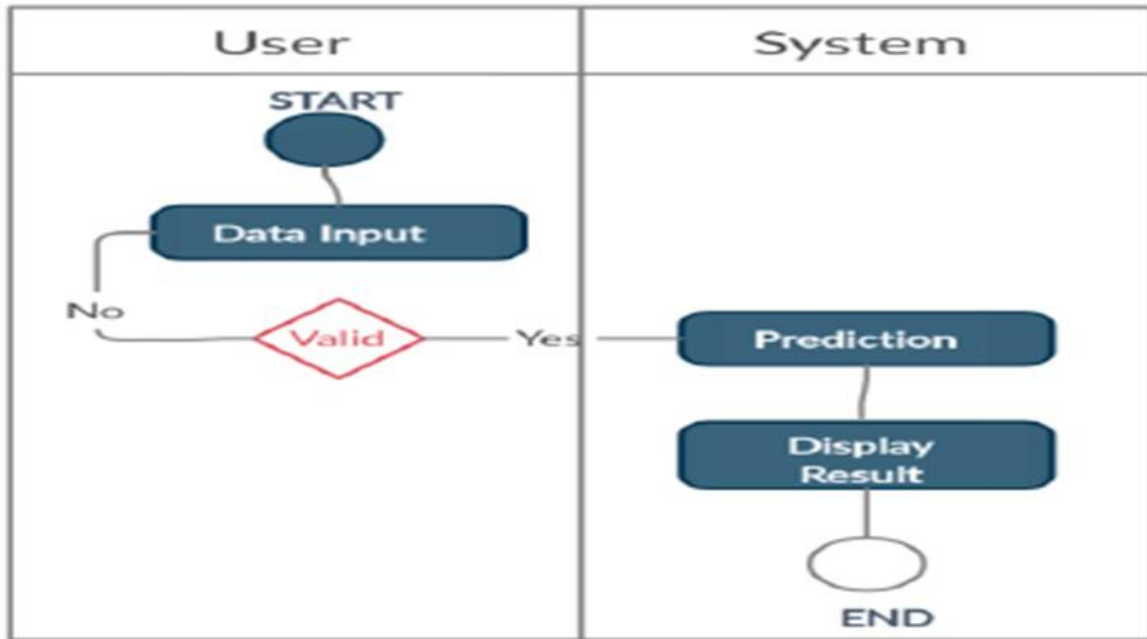 User
System
START
Data Input
No
Valid
Yes
Prediction
Display
Result
END